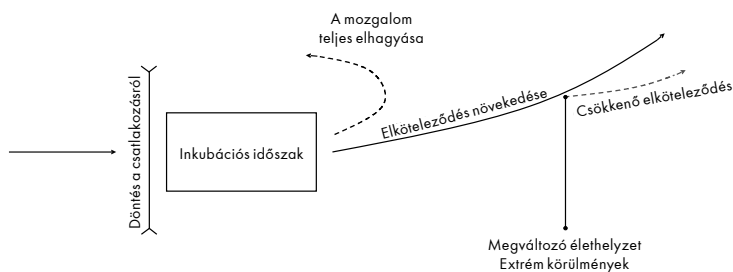 A mozgalom
teljes elhagyása
Döntés a csatlakozásról
Inkubációs időszak
Elköteleződés növekedése
Csökkenő elköteleződés
Megváltozó élethelyzet
Extrém körülmények